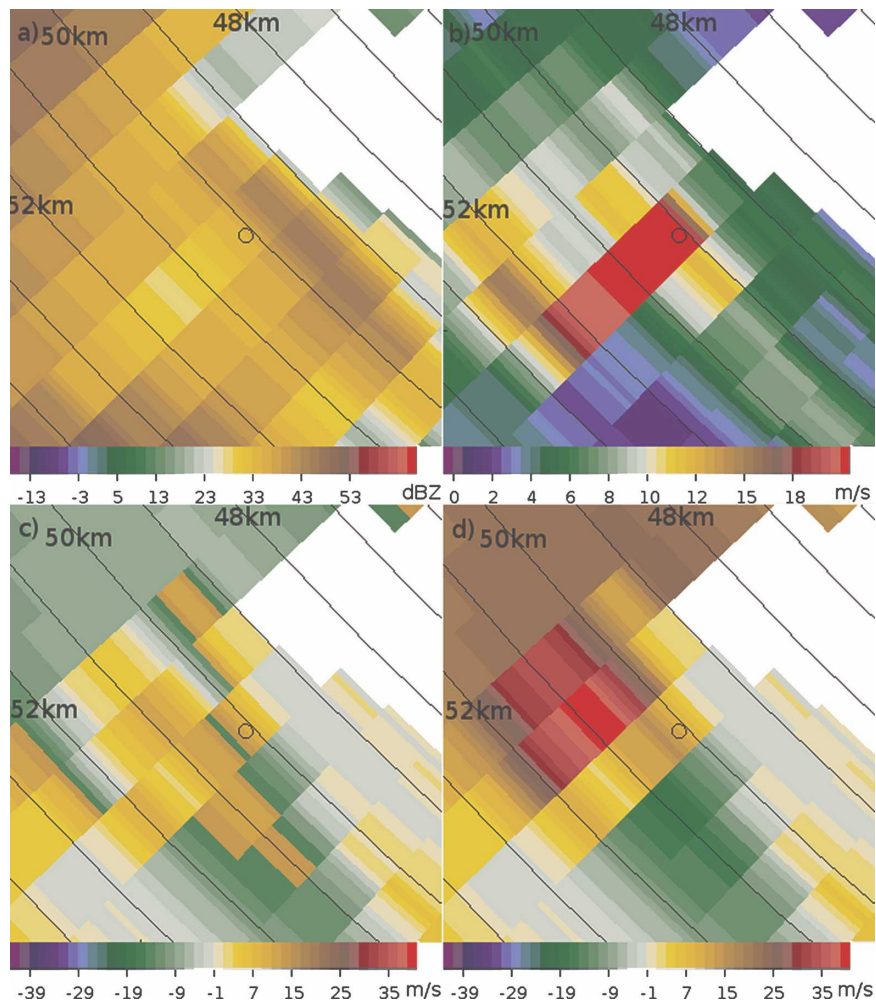 a) 50km 48km
52km
b) 50km 48km
52km
-13 -3 5 13 23 33 43 53 dBZ
0 2 4 6 8 10 12 15 18 m/s
c) 50km 48km
52km
d) 50km 48km
52km
-39 -29 -19 -9 -1 7 15 25 35 m/s
-39 -29 -19 -9 -1 7 15 25 35 m/s